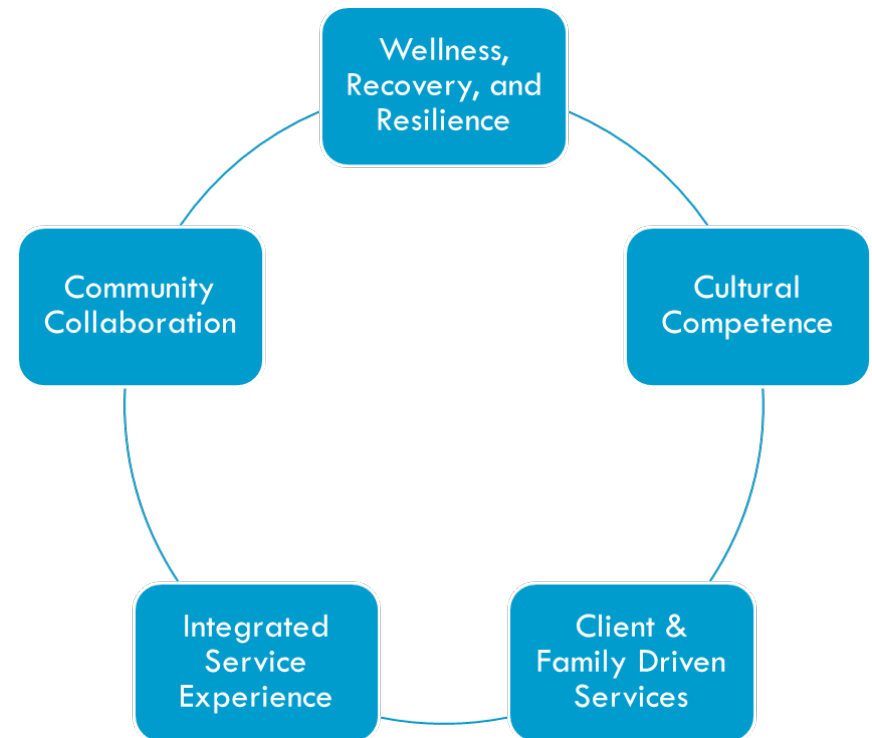 Wellness,
Recovery, and
Resilience
Cultural
Competence
Client &
Family Driven
Services
Integrated
Service
Experience
Community
Collaboration